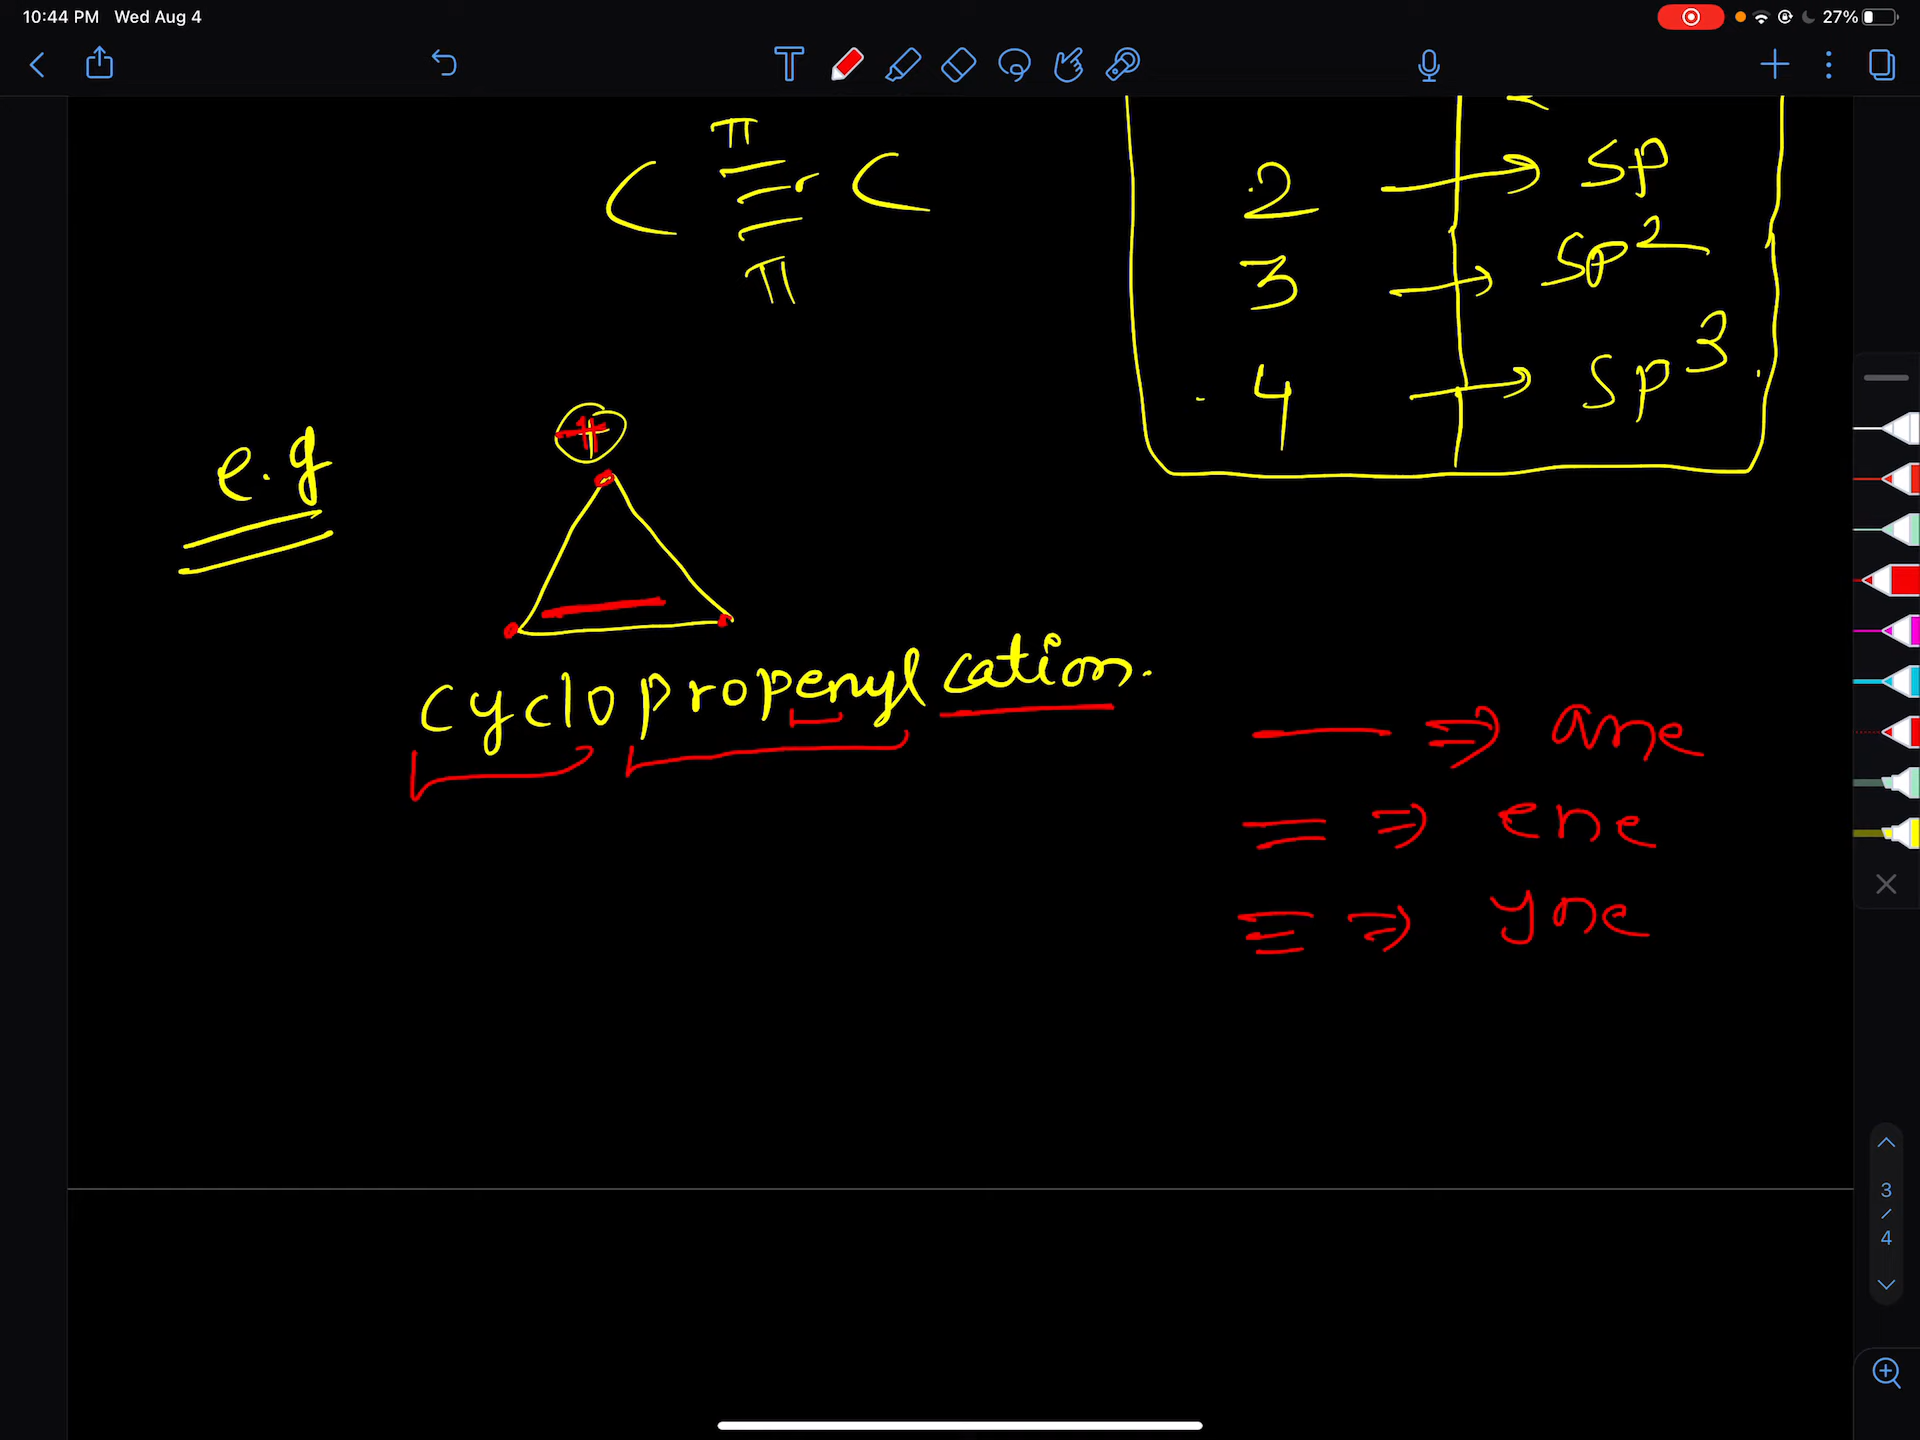 10:44 PM Wed Aug 4
27%
π
C ≡ C
π
2 → sp
3 → sp²
4 → sp³
e.g
+
cyclopropenyl cation.
— ⇒ ane
= ⇒ ene
≡ ⇒ yne
3
/
4